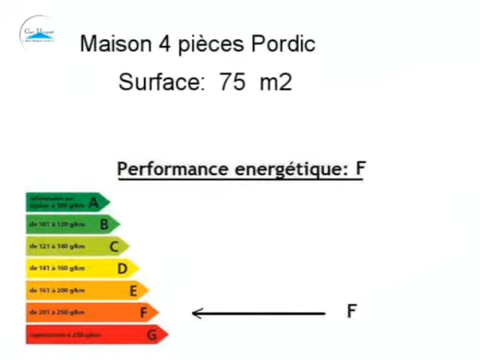 Maison 4 pièces Pordic
Surface: 75 m2
Performance energétique: F
A
de 101 à 120 g/km B
de 121 à 140 g/km C
de 141 à 160 g/km D
de 161 à 200 g/km E
de 201 à 250 g/km F
F
G